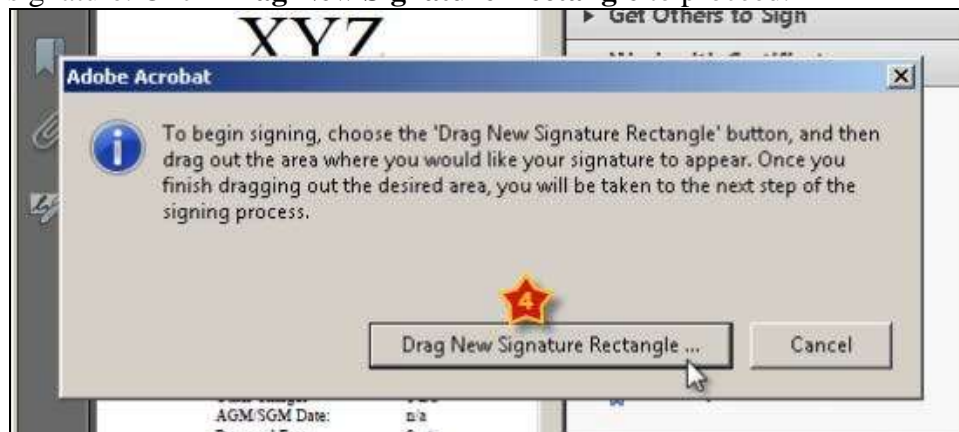 XYZ
Get Others to Sign
Adobe Acrobat
To begin signing, choose the 'Drag New Signature Rectangle' button, and then
drag out the area where you would like your signature to appear. Once you
finish dragging out the desired area, you will be taken to the next step of the
signing process.
4
Drag New Signature Rectangle ...
Cancel
AGM/SGM Date: n/a